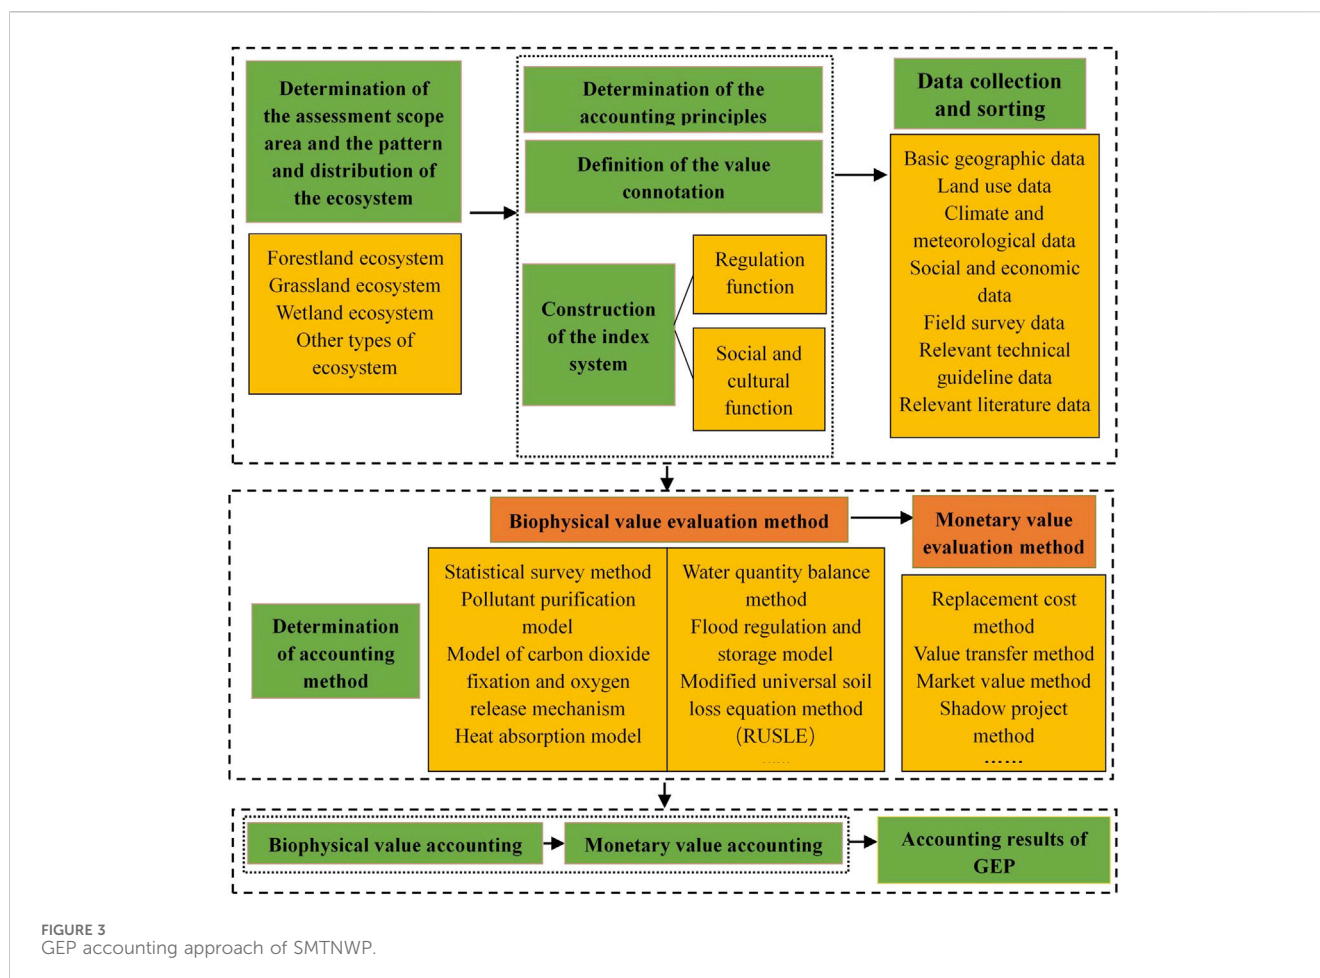 Determination of
the assessment scope
area and the pattern
and distribution of
the ecosystem
Forestland ecosystem
Grassland ecosystem
Wetland ecosystem
Other types of
ecosystem
Determination of the
accounting principles
Definition of the value
connotation
Construction
of the index
system
Regulation
function
Social and
cultural
function
Data collection
and sorting
Basic geographic data
Land use data
Climate and
meteorological data
Social and economic
data
Field survey data
Relevant technical
guideline data
Relevant literature data
Determination
of accounting
method
Biophysical value evaluation method
Statistical survey method
Pollutant purification
model
Model of carbon dioxide
fixation and oxygen
release mechanism
Heat absorption model
Water quantity balance
method
Flood regulation and
storage model
Modified universal soil
loss equation method
(RUSLE)
……
Monetary value
evaluation method
Replacement cost
method
Value transfer method
Market value method
Shadow project
method
……
Biophysical value accounting
Monetary value accounting
Accounting results of
GEP
FIGURE 3
GEP accounting approach of SMTNWP.